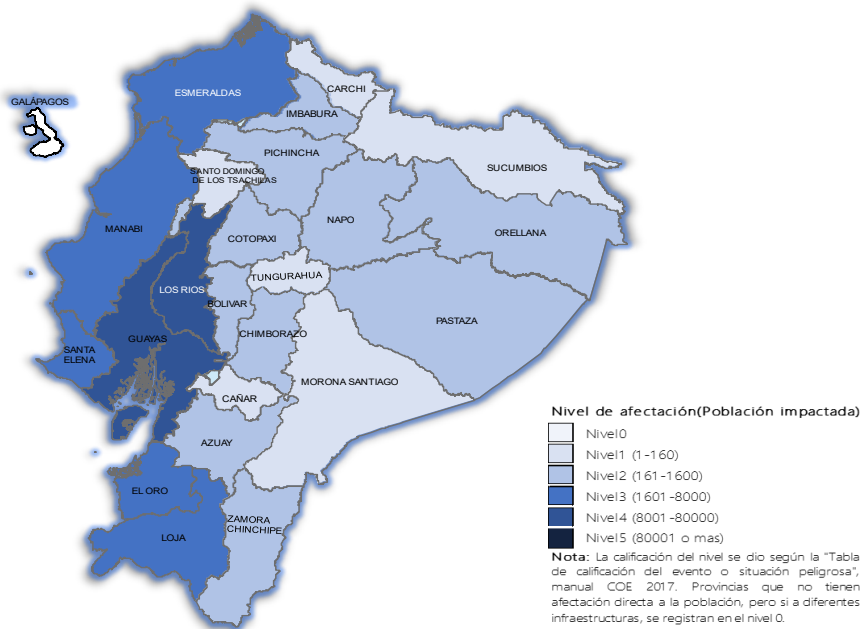 CARCHI
ESMERALDAS
GALÁPAGOS
IMBABURA
PICHINCHA
SUCUMBIOS
SANTO DOMINGO
DE LOS TSACHILAS
NAPO
MANABI
ORELLANA
COTOPAXI
TUNGURAHUA
LOS RIOS
BOLIVAR
PASTAZA
CHIMBORAZO
GUAYAS
SANTA
ELENA
MORONA SANTIAGO
CAÑAR
AZUAY
EL ORO
ZAMORA
CHINCHIPE
LOJA
Nivel de afectación(Población impactada)
Nivel0
Nivel1 (1-160)
Nivel2 (161-1600)
Nivel3 (1601-8000)
Nivel4 (8001-80000)
Nivel5 (80001 o mas)
Nota: La calificación del nivel se dio según la "Tabla
de calificación del evento o situación peligrosa",
manual COE 2017. Provincias que no tienen
afectación directa a la población, pero si a diferentes
infraestructuras, se registran en el nivel 0.